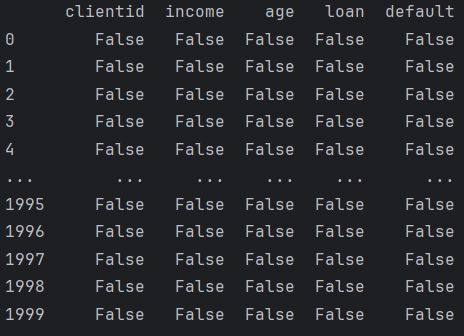 clientid income age loan default
0 False False False False False
1 False False False False False
2 False False False False False
3 False False False False False
4 False False False False False
... ... ... ... ... ...
1995 False False False False False
1996 False False False False False
1997 False False False False False
1998 False False False False False
1999 False False False False False